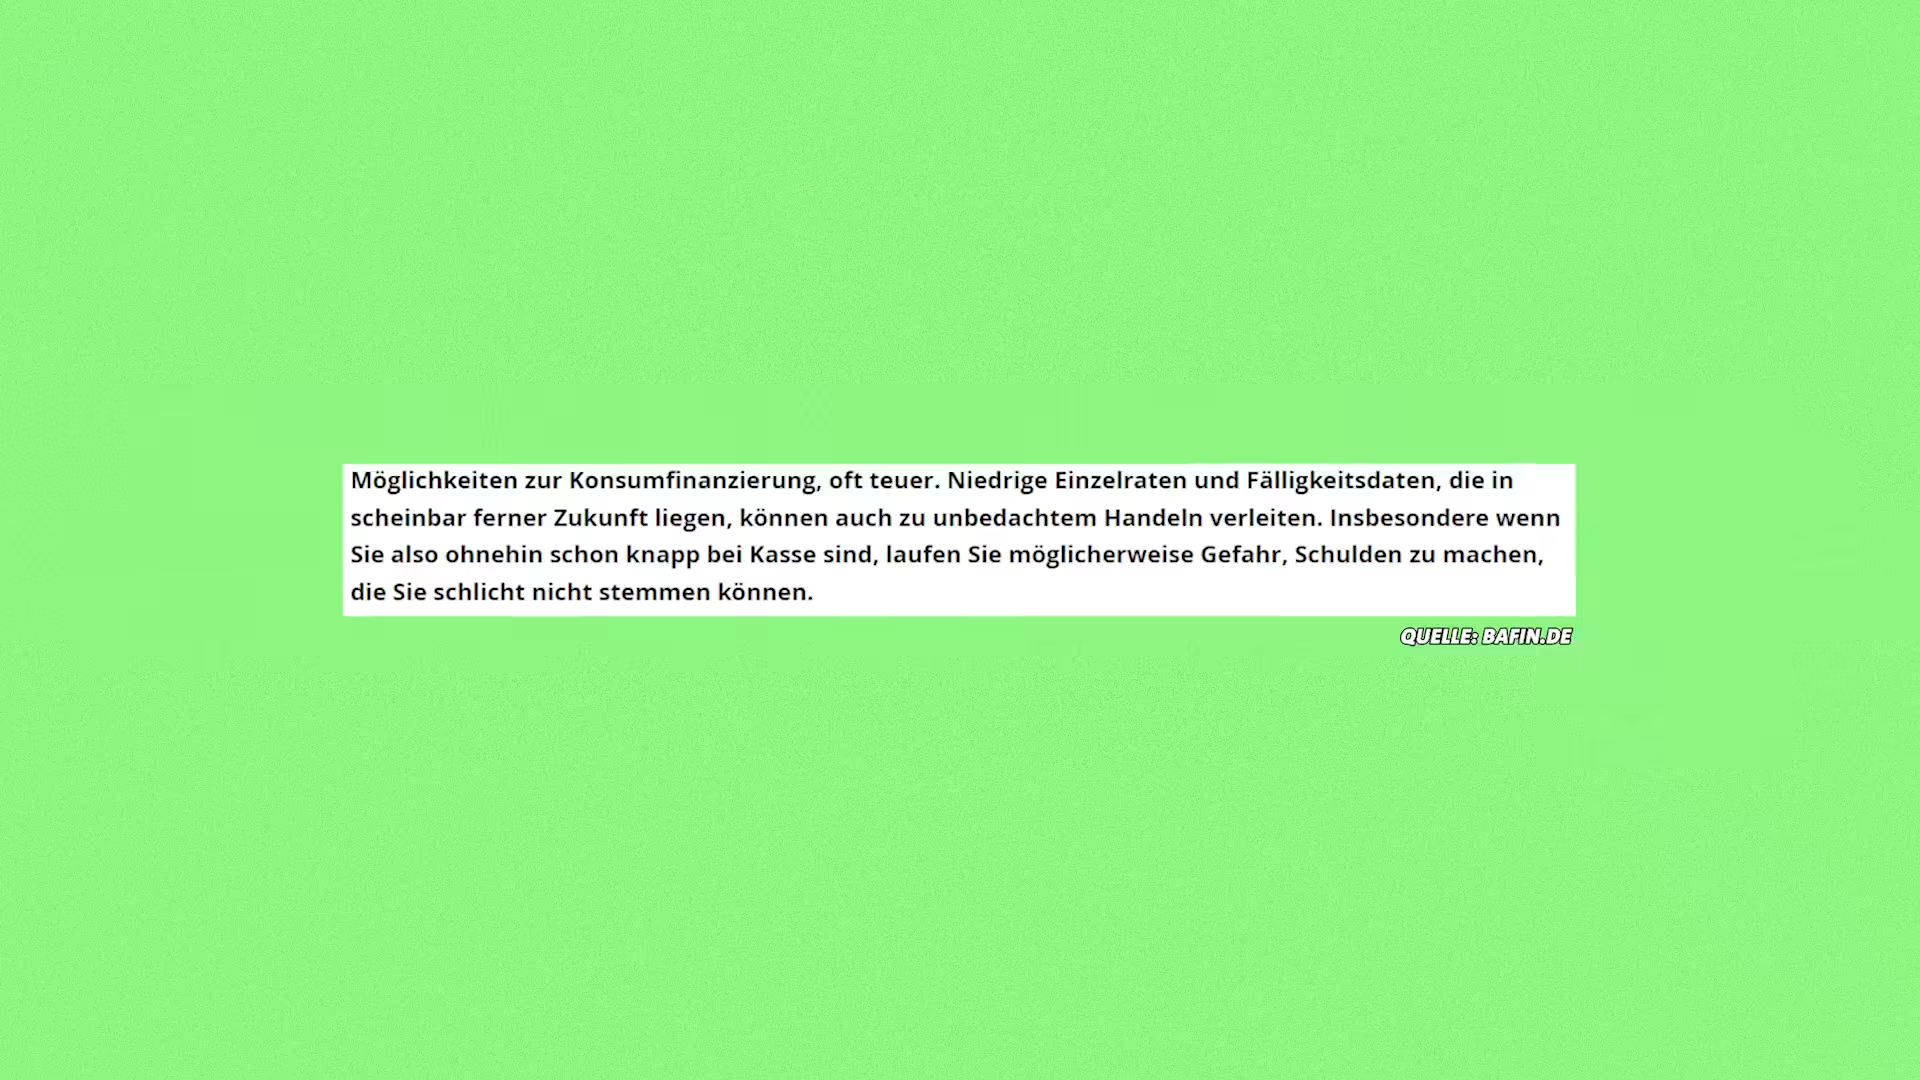 Möglichkeiten zur Konsumfinanzierung, oft teuer. Niedrige Einzelraten und Fälligkeitsdaten, die in
scheinbar ferner Zukunft liegen, können auch zu unbedachtem Handeln verleiten. Insbesondere wenn
Sie also ohnehin schon knapp bei Kasse sind, laufen Sie möglicherweise Gefahr, Schulden zu machen,
die Sie schlicht nicht stemmen können.
QUELLE: BAFIN.DE